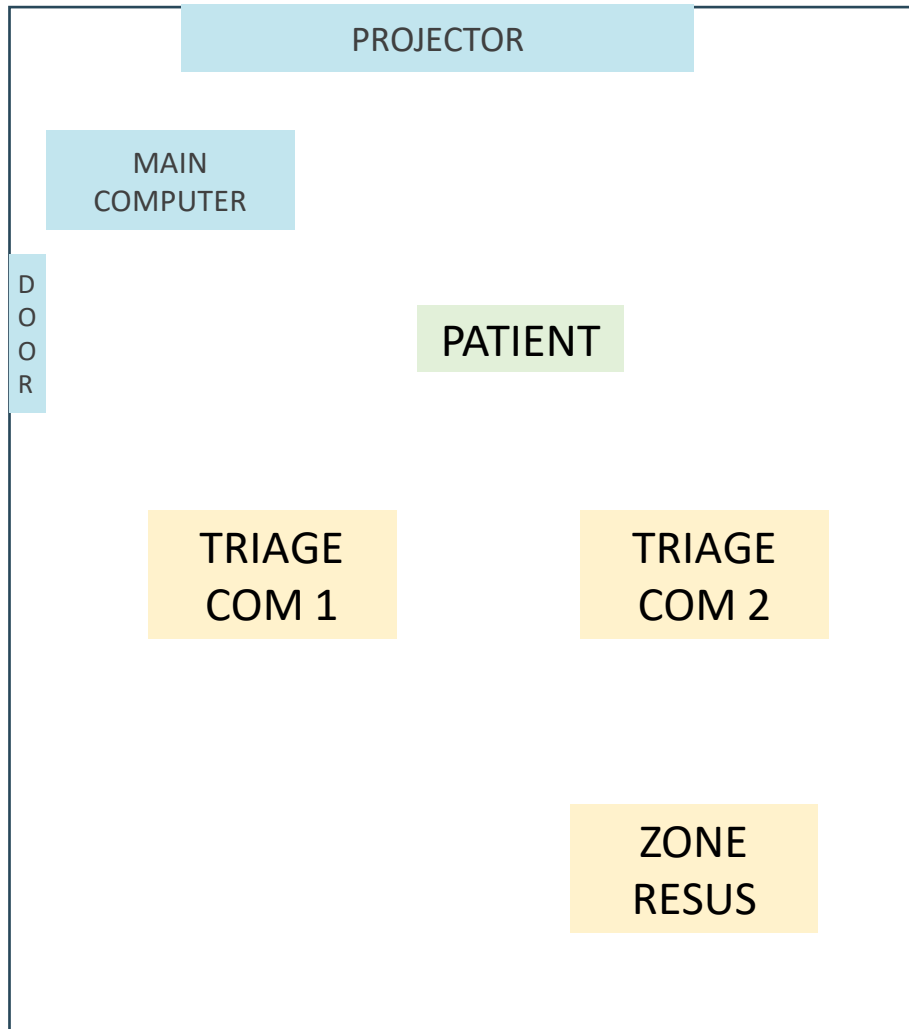 PROJECTOR
MAIN
COMPUTER
D
O
O
R
PATIENT
TRIAGE
COM 1
TRIAGE
COM 2
ZONE
RESUS